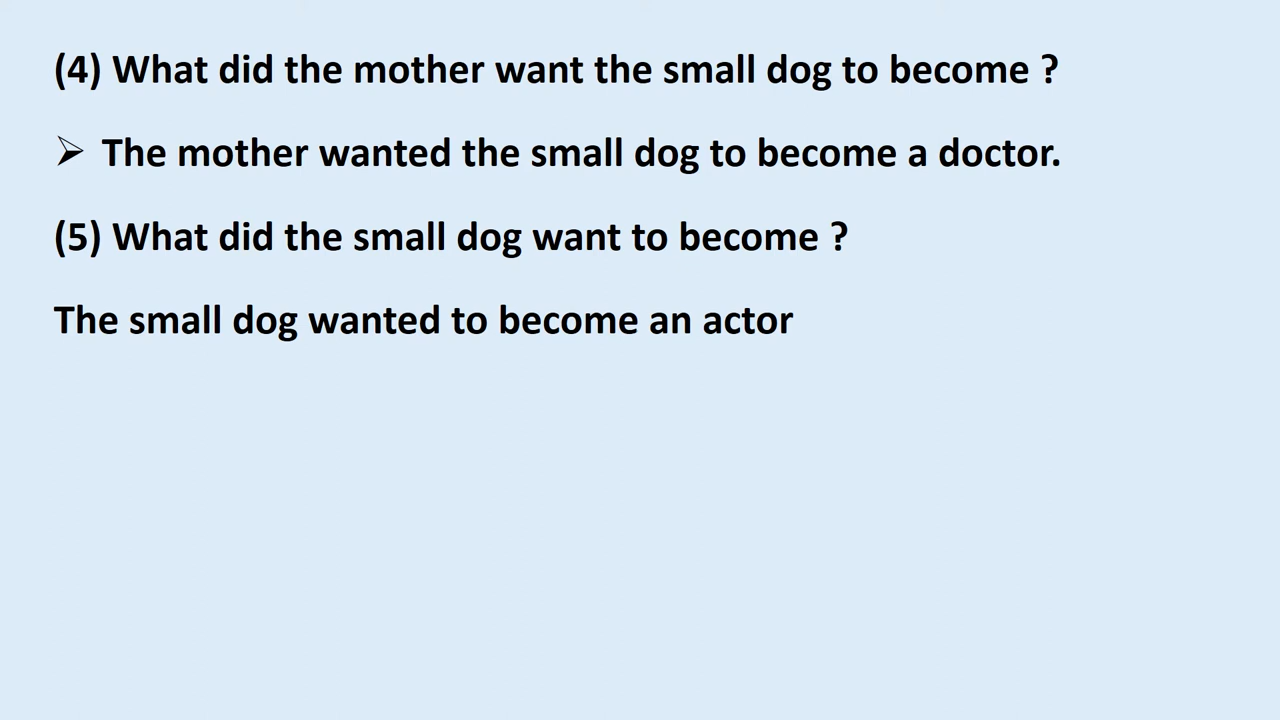 (4) What did the mother want the small dog to become ?
➢ The mother wanted the small dog to become a doctor.
(5) What did the small dog want to become ?
The small dog wanted to become an actor